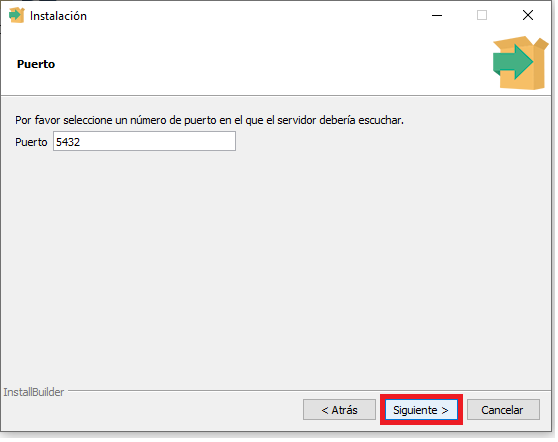 Instalación
Puerto
Por favor seleccione un número de puerto en el que el servidor debería escuchar.
Puerto 5432
InstallBuilder
< Atrás Siguiente > Cancelar